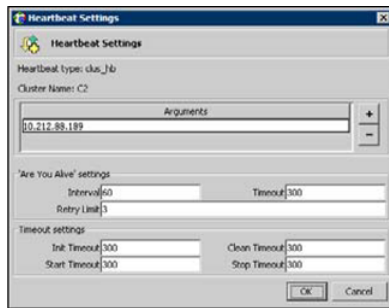 Heartbeat Settings
Heartbeat Settings
Heartbeat type: clus_hb
Cluster Name: C2
Arguments
10.212.88.189
+
-
'Are You Alive' settings
Interval 60 Timeout 300
Retry Limit 3
Timeout settings
Init Timeout 300 Clean Timeout 300
Start Timeout 300 Stop Timeout 300
OK Cancel